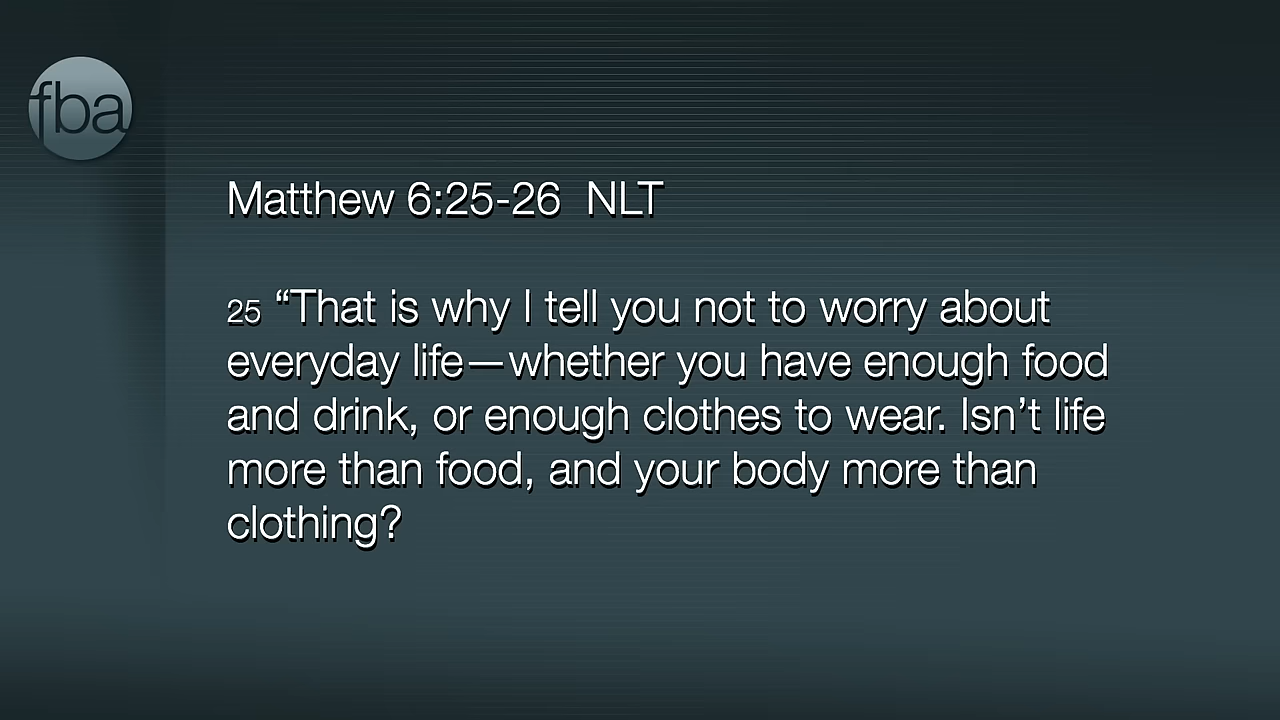 fba
Matthew 6:25-26 NLT
25 “That is why I tell you not to worry about
everyday life—whether you have enough food
and drink, or enough clothes to wear. Isn’t life
more than food, and your body more than
clothing?